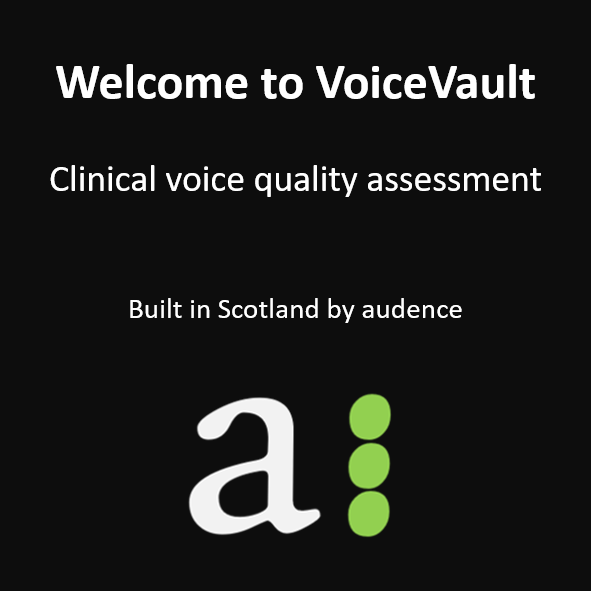 Welcome to VoiceVault
Clinical voice quality assessment
Built in Scotland by audence
a